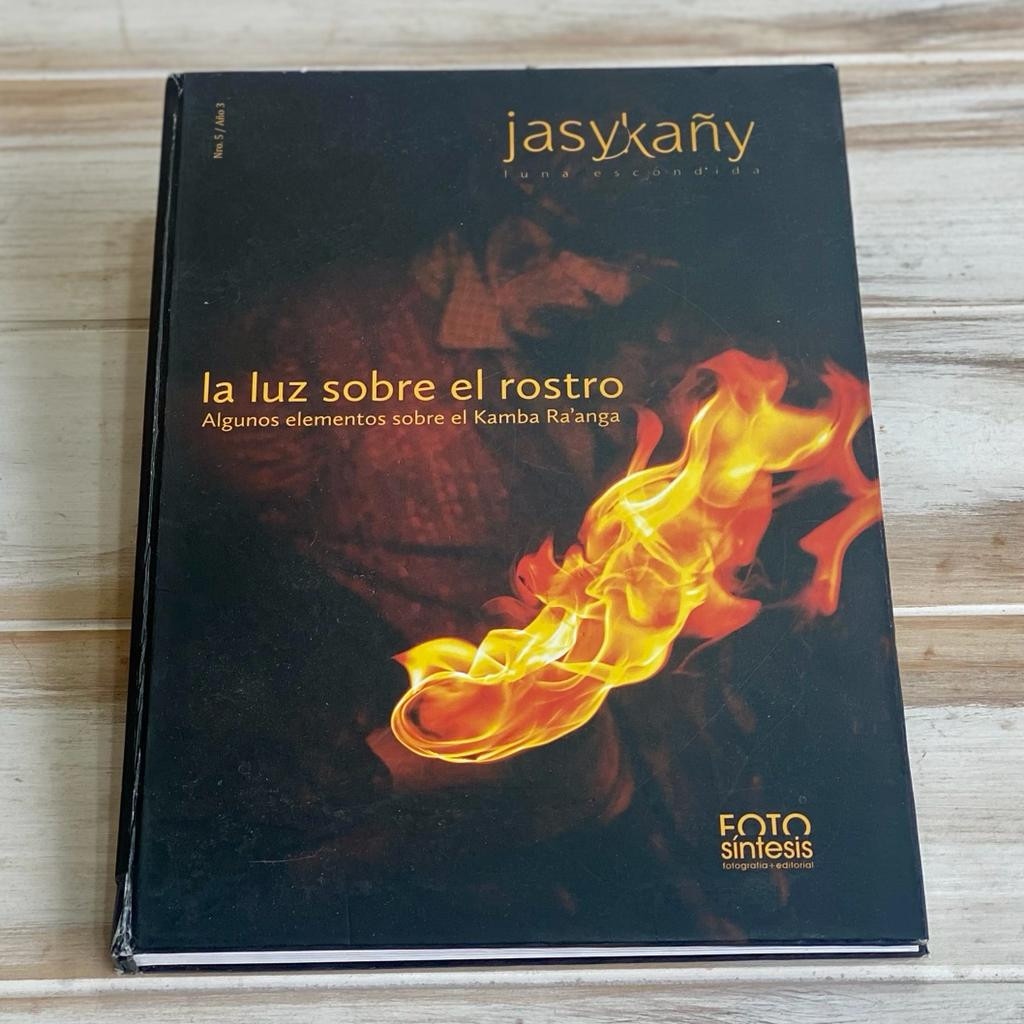 Nro. 5 / Año 3
jasykañy
luna escondida
la luz sobre el rostro
Algunos elementos sobre el Kamba Ra'anga
FOTO
síntesis
fotografía+editorial